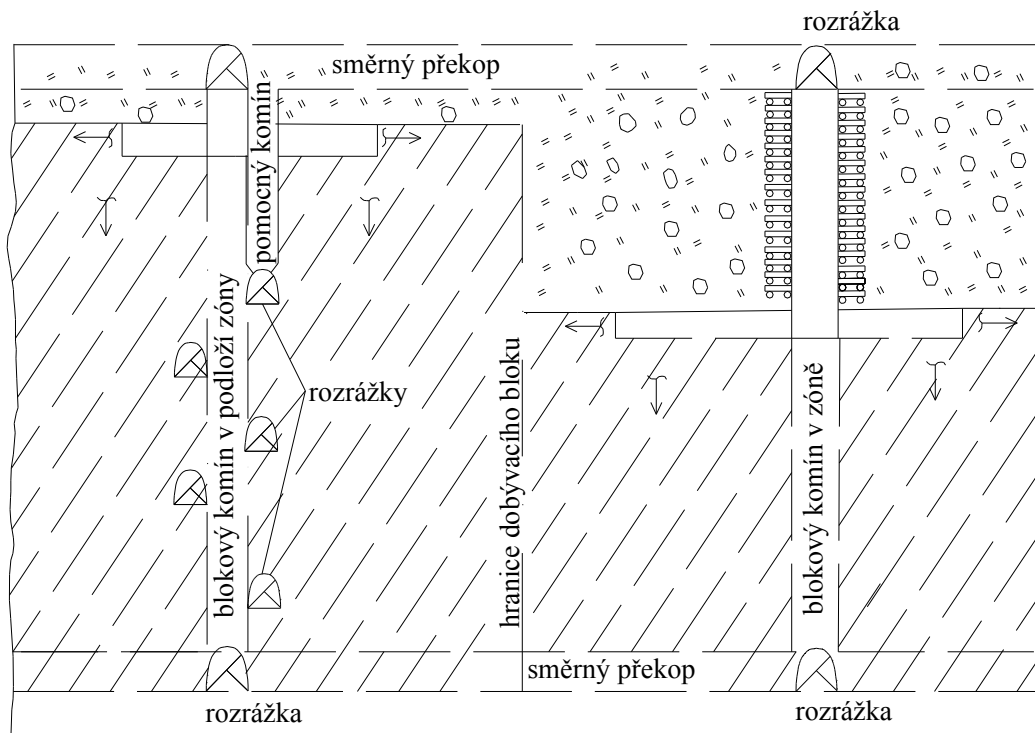 rozrážka
směrný překop
pomocný komín
blokový komín v podloží zóny
rozrážky
hranice dobývacího bloku
blokový komín v zóně
směrný překop
rozrážka
rozrážka